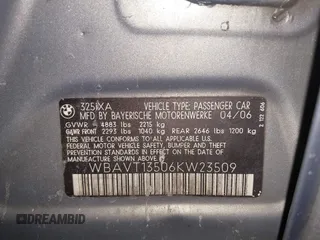 BMW
325iXA VEHICLE TYPE: PASSENGER CAR
MFD BY BAYERISCHE MOTORENWERKE 04/06
GVWR 4883 lbs 2215 kg
GAWR FRONT 2293 lbs 1040 kg REAR 2646 lbs 1200 kg
THIS VEHICLE CONFORMS TO ALL APPLICABLE
FEDERAL MOTOR VEHICLE SAFETY, BUMPER, AND
THEFT PREVENTION STANDARDS IN EFFECT ON THE
DATE OF MANUFACTURE SHOWN ABOVE
WBAVT13506KW23509
DREAMBID